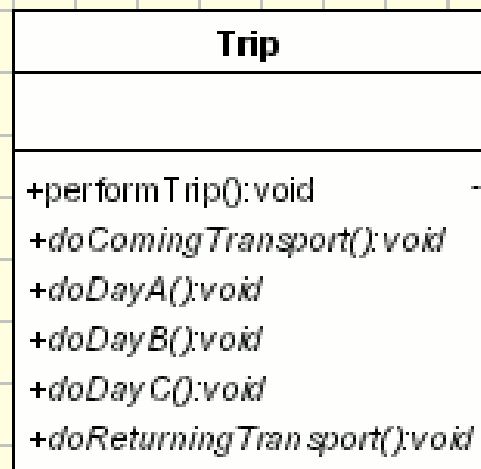 Trip
+performTrip():void
+doComingTransport():void
+doDayA():void
+doDayB():void
+doDayC():void
+doReturningTransport():void